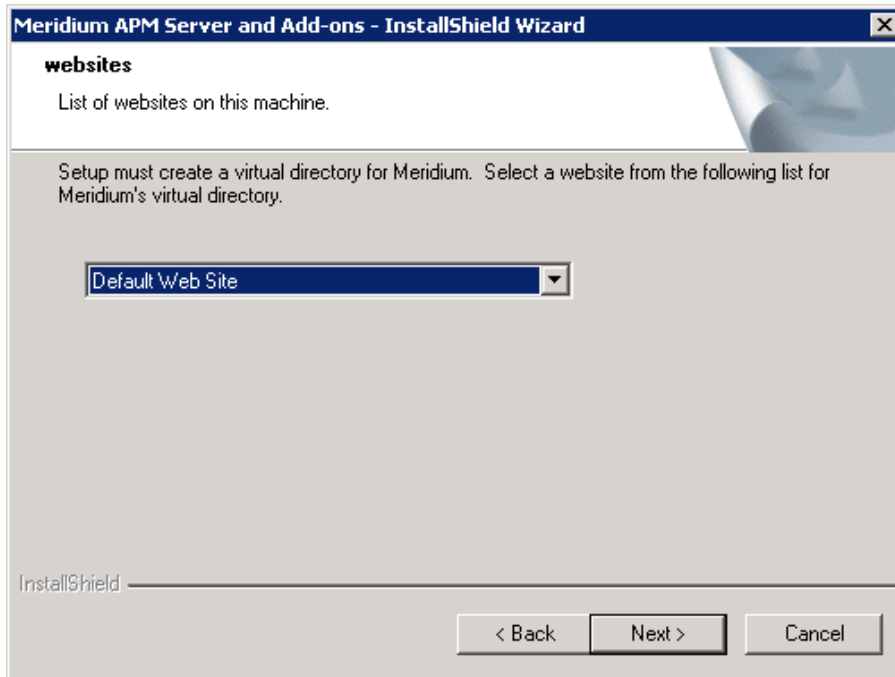 Meridium APM Server and Add-ons - InstallShield Wizard
websites
List of websites on this machine.
Setup must create a virtual directory for Meridium.  Select a website from the following list for
Meridium's virtual directory.
Default Web Site
InstallShield
< Back
Next >
Cancel